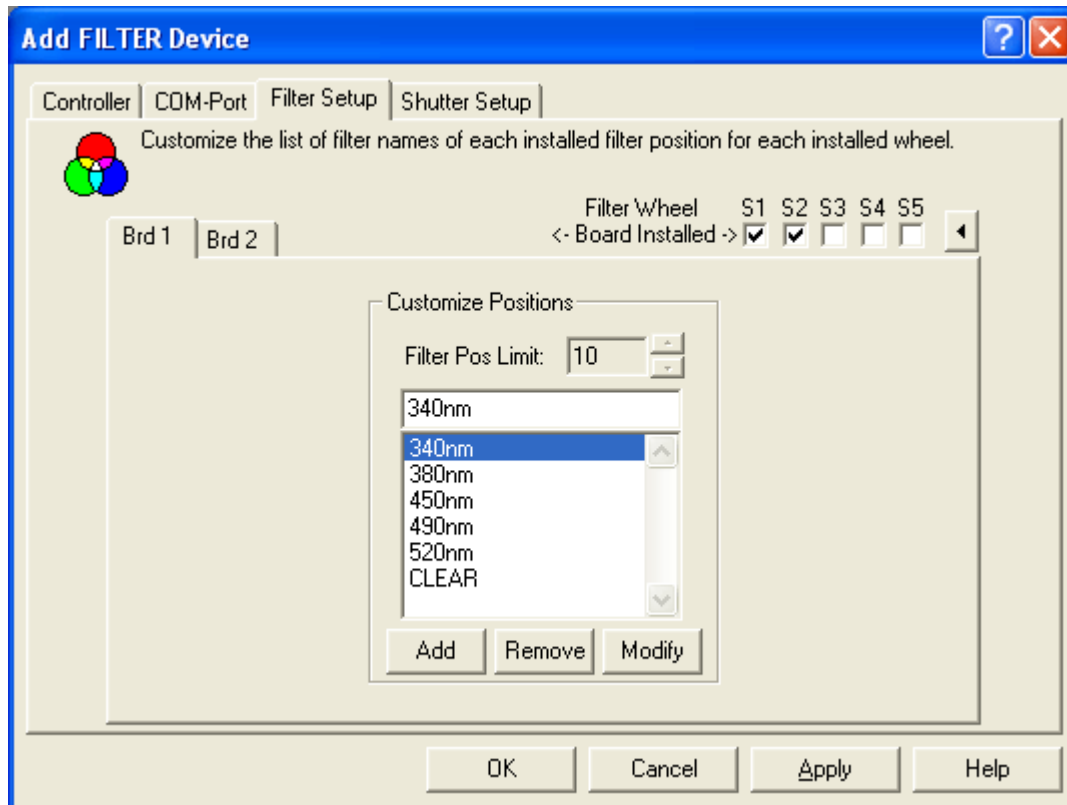 Add FILTER Device
Controller COM-Port Filter Setup Shutter Setup
Customize the list of filter names of each installed filter position for each installed wheel.
Filter Wheel S1 S2 S3 S4 S5
<- Board Installed ->
Brd 1 Brd 2
Customize Positions
Filter Pos Limit: 10
340nm
340nm
380nm
450nm
490nm
520nm
CLEAR
Add Remove Modify
OK Cancel Apply Help